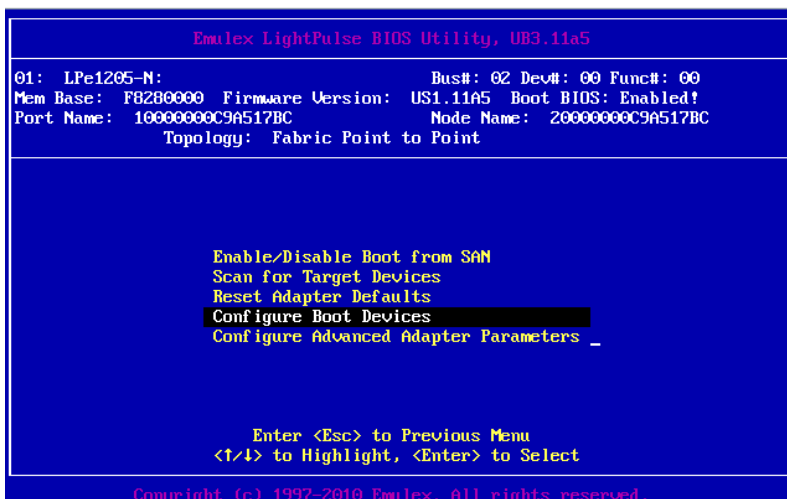 Emulex LightPulse BIOS Utility, UB3.11a5
01: LPe1205-N: Bus#: 02 Dev#: 00 Func#: 00
Mem Base: F8280000 Firmware Version: US1.11A5 Boot BIOS: Enabled!
Port Name: 10000000C9A517BC Node Name: 20000000C9A517BC
Topology: Fabric Point to Point
Enable/Disable Boot from SAN
Scan for Target Devices
Reset Adapter Defaults
Configure Boot Devices
Configure Advanced Adapter Parameters _
Enter <Esc> to Previous Menu
<↑/↓> to Highlight, <Enter> to Select
Copyright (c) 1997-2010 Emulex. All rights reserved